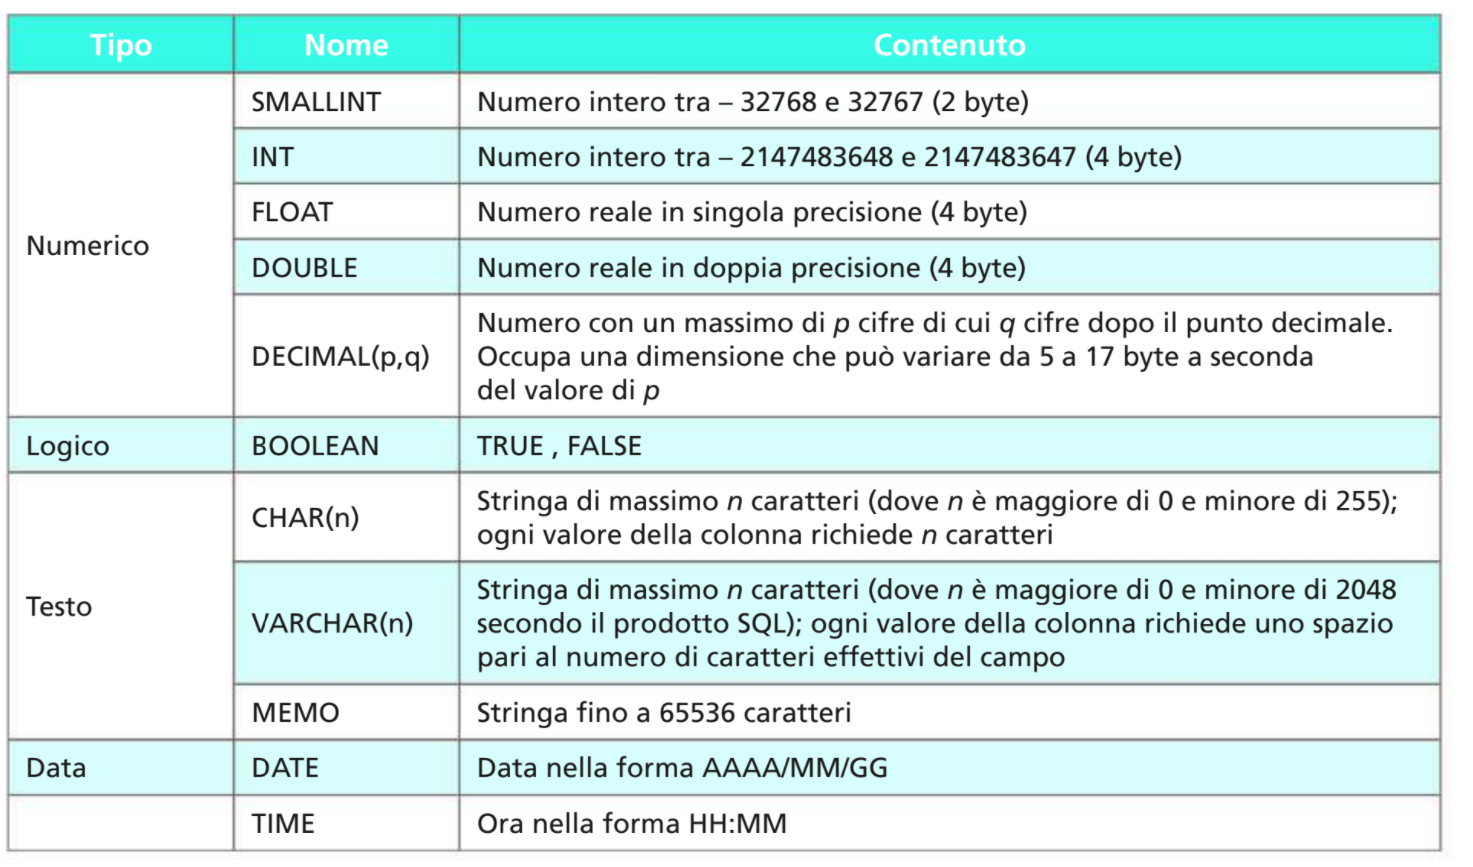 Tipo Nome Contenuto
Numerico
SMALLINT Numero intero tra – 32768 e 32767 (2 byte)
INT Numero intero tra – 2147483648 e 2147483647 (4 byte)
FLOAT Numero reale in singola precisione (4 byte)
DOUBLE Numero reale in doppia precisione (4 byte)
DECIMAL(p,q) Numero con un massimo di p cifre di cui q cifre dopo il punto decimale.
Occupa una dimensione che può variare da 5 a 17 byte a seconda
del valore di p
Logico BOOLEAN TRUE , FALSE
Testo
CHAR(n) Stringa di massimo n caratteri (dove n è maggiore di 0 e minore di 255);
ogni valore della colonna richiede n caratteri
VARCHAR(n) Stringa di massimo n caratteri (dove n è maggiore di 0 e minore di 2048
secondo il prodotto SQL); ogni valore della colonna richiede uno spazio
pari al numero di caratteri effettivi del campo
MEMO Stringa fino a 65536 caratteri
Data DATE Data nella forma AAAA/MM/GG
TIME Ora nella forma HH:MM